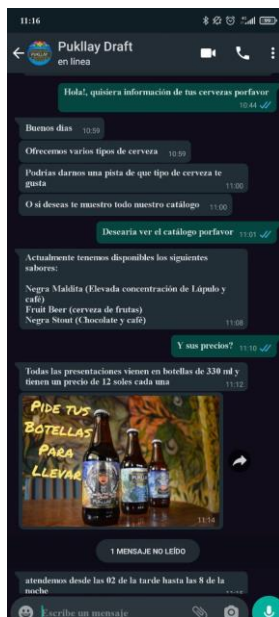 11:16
Pukllay Draft
en línea
Hola!, quisiera información de tus cervezas porfavor
10:44
Buenos días 10:59
Ofrecemos varios tipos de cerveza 10:59
Podrías darnos una pista de que tipo de cerveza te
gusta 11:00
O si deseas te muestro todo nuestro catálogo 11:00
Desearia ver el catálogo porfavor 11:01
Actualmente tenemos disponibles los siguientes
sabores:
Negra Maldita (Elevada concentración de Lúpulo y
café)
Fruit Beer (cerveza de frutas)
Negra Stout (Chocolate y café) 11:08
Y sus precios? 11:10
Todas las presentaciones vienen en botellas de 330 ml y
tienen un precio de 12 soles cada una
11:12
PIDE TUS
BOTELLAS
PARA
LLEVAR
11:14
1 MENSAJE NO LEÍDO
atendemos desde las 02 de la tarde hasta las 8 de la
noche
Escribe un mensaje